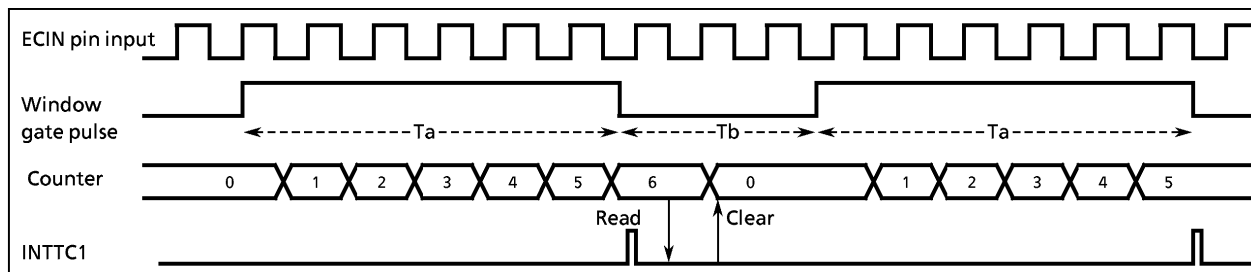 ECIN pin input
Window
gate pulse
Ta Tb Ta
Counter 0 1 2 3 4 5 6 0 1 2 3 4 5
Read Clear
INTTC1